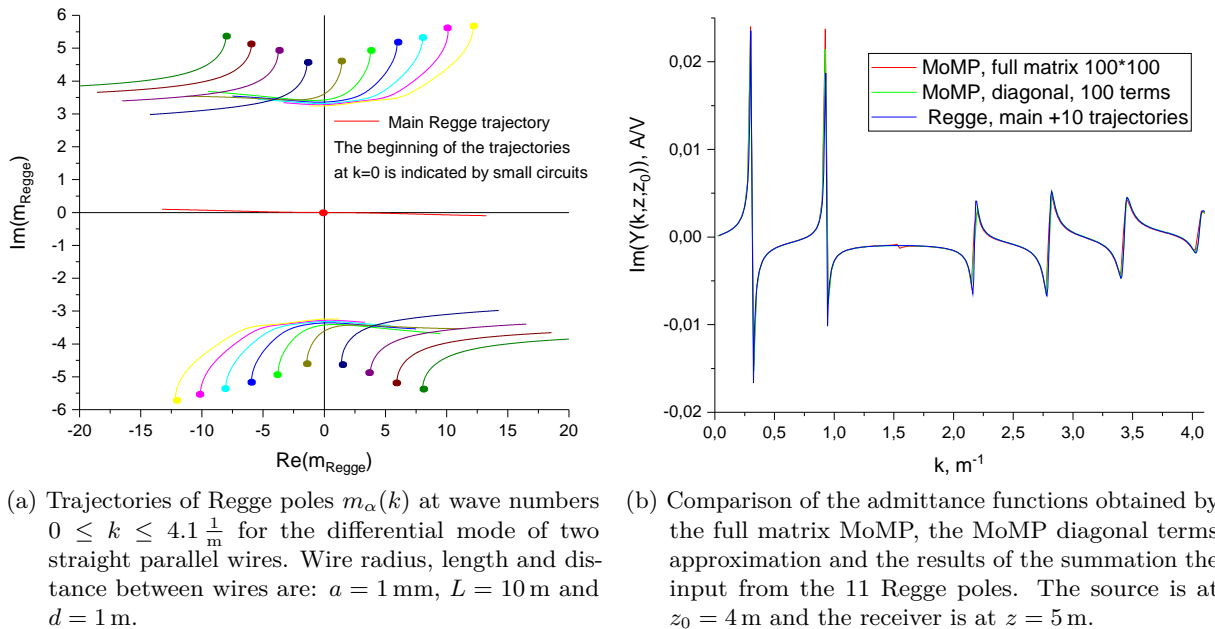 6
5
4
3
2
1
0
-1
-2
-3
-4
-5
-6
Im(m_Regge)
Main Regge trajectory
The beginning of the trajectories
at k=0 is indicated by small circuits
-20 -15 -10 -5 0 5 10 15 20
Re(m_Regge)
0,02
0,01
0,00
-0,01
-0,02
Im(Y(k,z,z_0)), A/V
MoMP, full matrix 100*100
MoMP, diagonal, 100 terms
Regge, main +10 trajectories
0,0 0,5 1,0 1,5 2,0 2,5 3,0 3,5 4,0
k, m^-1
(a) Trajectories of Regge poles m_α(k) at wave numbers
0 ≤ k ≤ 4.1 1/m for the differential mode of two
straight parallel wires. Wire radius, length and dis-
tance between wires are: a = 1 mm, L = 10 m and
d = 1 m.
(b) Comparison of the admittance functions obtained by
the full matrix MoMP, the MoMP diagonal terms
approximation and the results of the summation the
input from the 11 Regge poles. The source is at
z_0 = 4 m and the receiver is at z = 5 m.